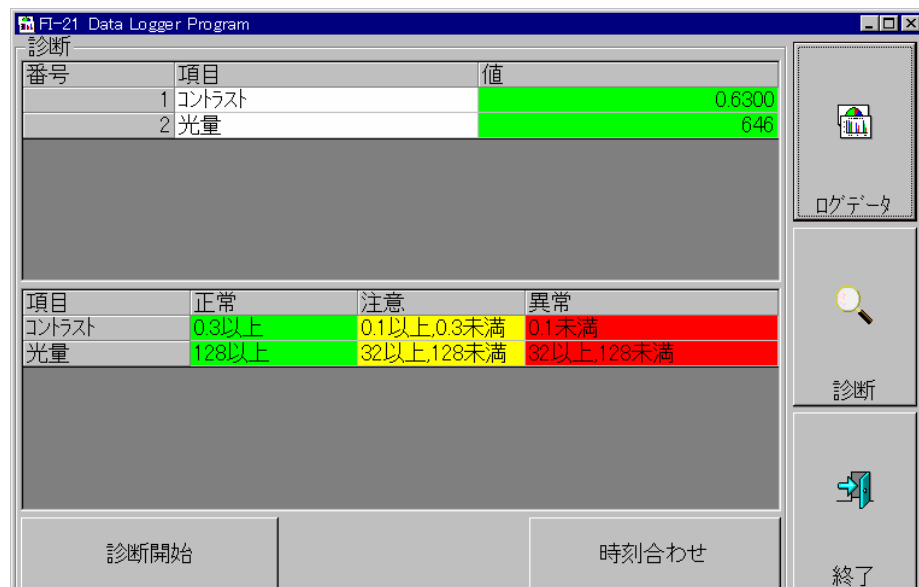 FI-21 Data Logger Program
診断
番号 項目 値
1 コントラスト 0.6300
2 光量 646
ログデータ
項目 正常 注意 異常
コントラスト 0.3以上 0.1以上,0.3未満 0.1未満
光量 128以上 32以上,128未満 32以上,128未満
診断
診断開始 時刻合わせ
終了